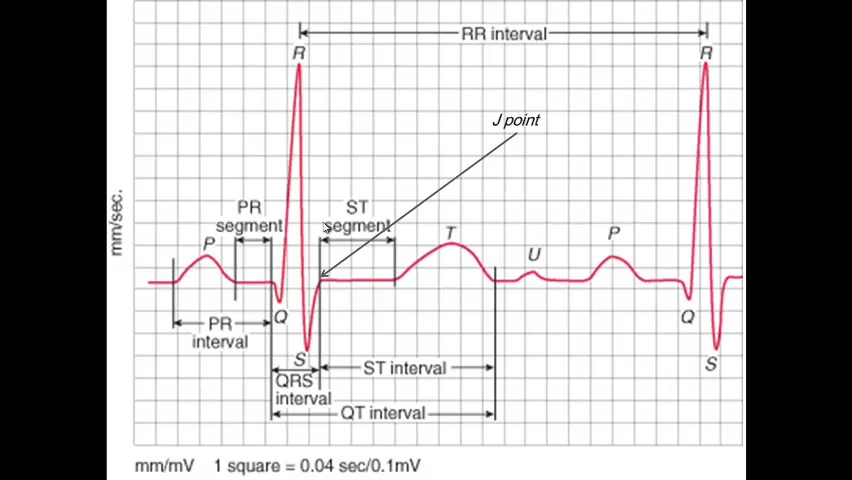 RR interval
R
R
J point
PR
segment
ST
segment
mm/sec.
P
T
U
P
Q
Q
PR
interval
S
S
ST interval
QRS
interval
QT interval
mm/mV 1 square = 0.04 sec/0.1mV